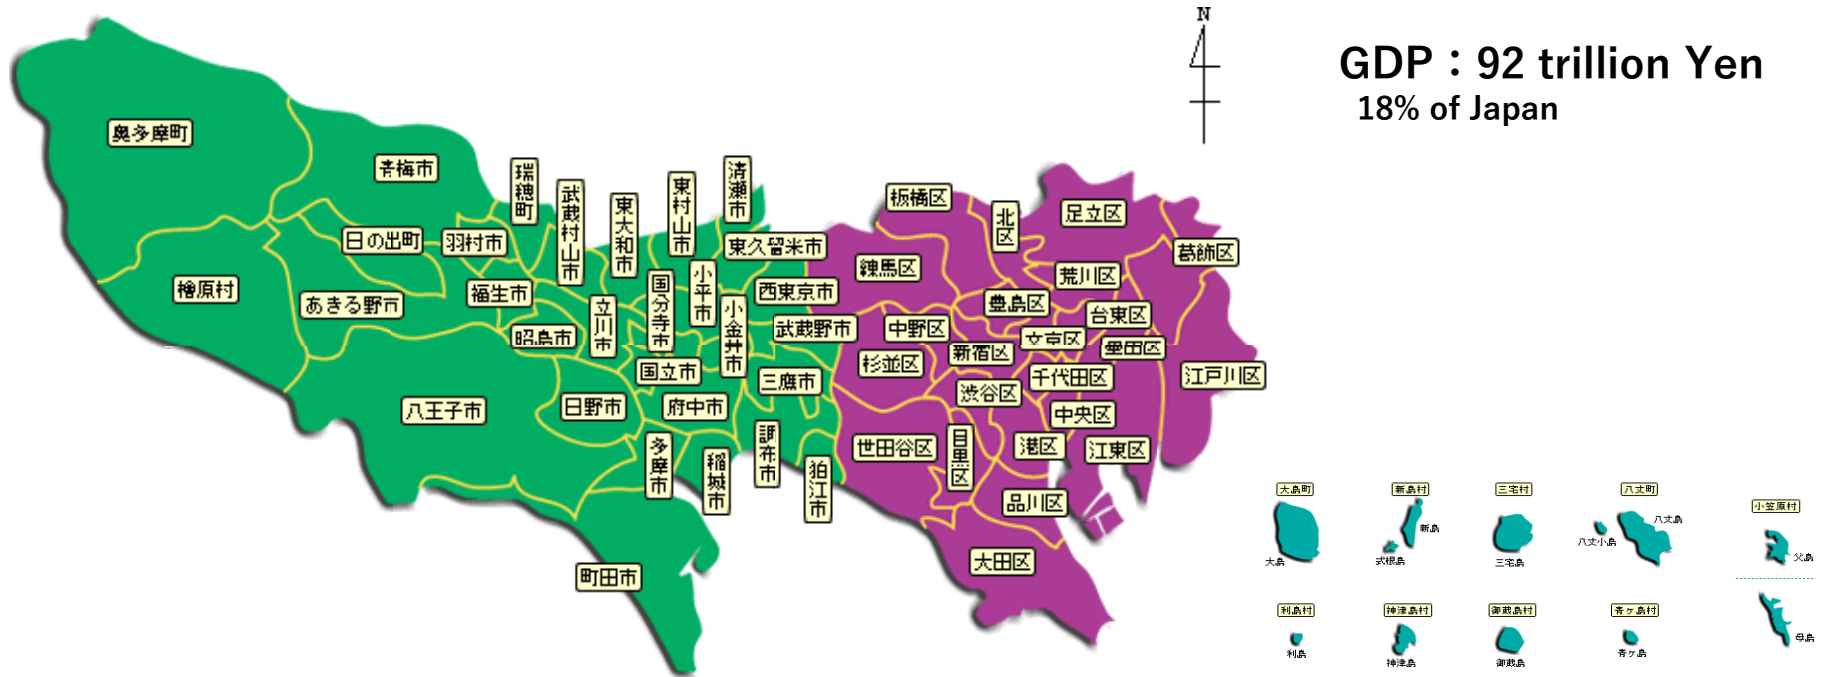 N
GDP：92 trillion Yen
18% of Japan
奥多摩町
青梅市
瑞穂町
武蔵村山市
東大和市
東村山市
清瀬市
日の出町
羽村市
東久留米市
檜原村
あきる野市
福生市
昭島市
立川市
国分寺市
小平市
小金井市
西東京市
武蔵野市
国立市
三鷹市
八王子市
日野市
府中市
多摩市
稲城市
調布市
狛江市
町田市
板橋区
北区
足立区
葛飾区
練馬区
荒川区
豊島区
台東区
中野区
文京区
墨田区
杉並区
新宿区
千代田区
江戸川区
渋谷区
中央区
世田谷区
目黒区
港区
江東区
品川区
大田区
大島町
大島
新島村
新島
式根島
三宅村
三宅島
八丈町
八丈島
八丈小島
小笠原村
父島
母島
利島村
利島
神津島村
神津島
御蔵島村
御蔵島
青ヶ島村
青ヶ島